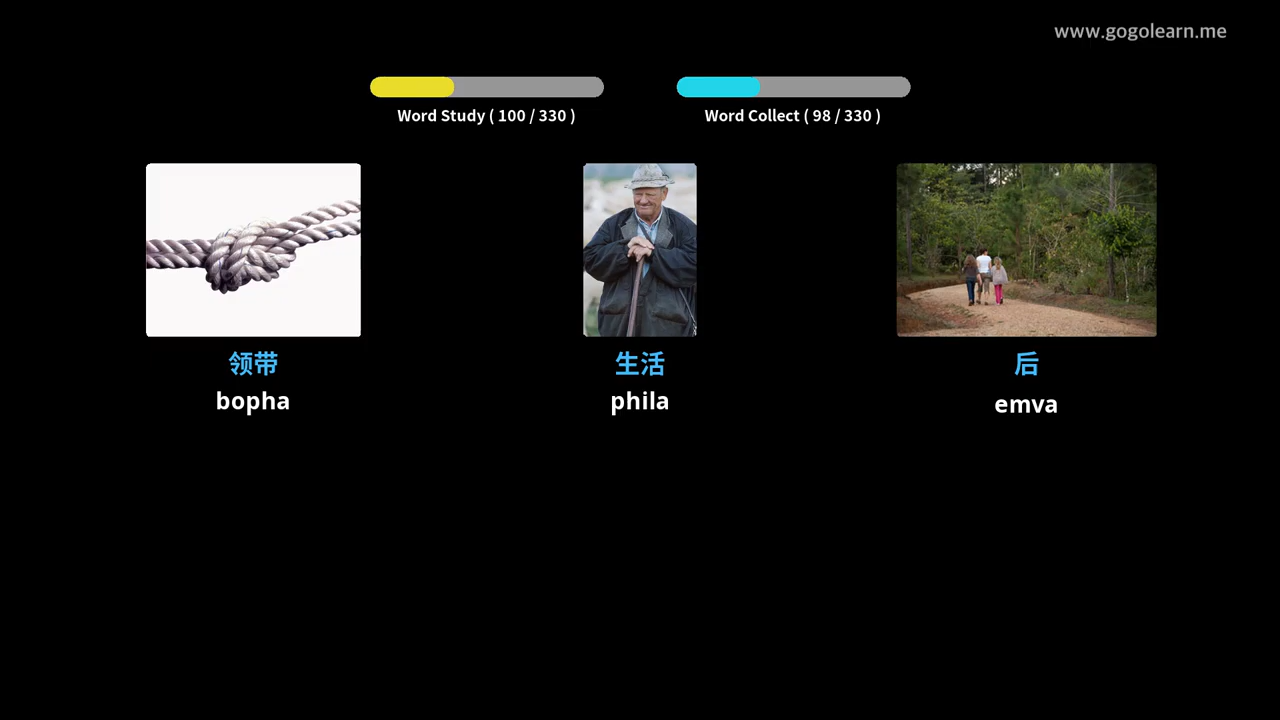 www.gogolearn.me
Word Study ( 100 / 330 )
Word Collect ( 98 / 330 )
领带
bopha
生活
phila
后
emva